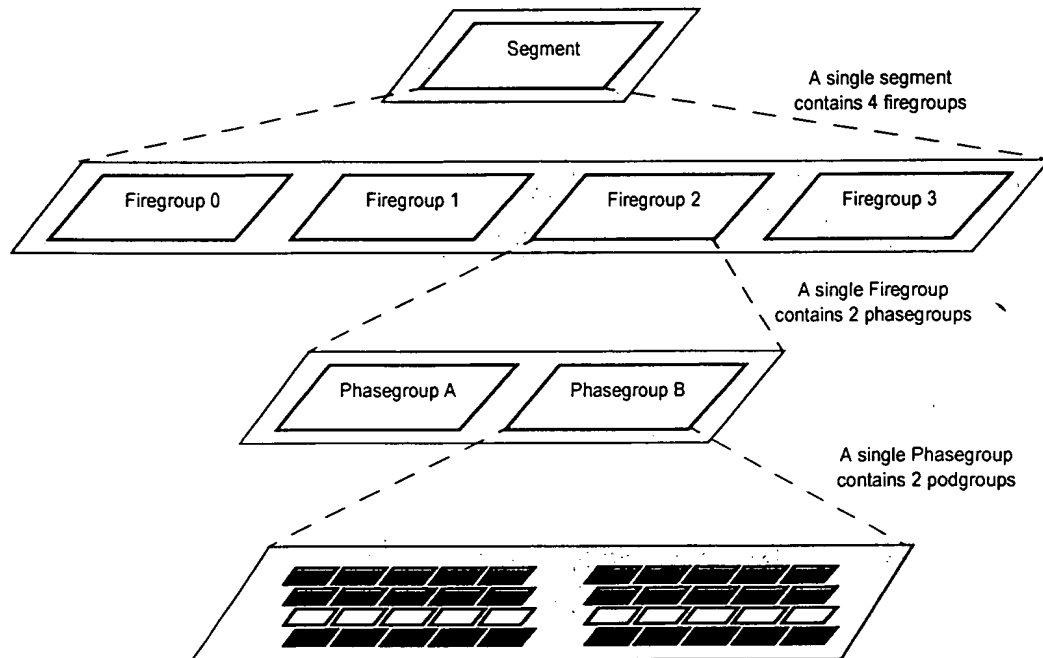 Segment
A single segment
contains 4 firegroups
Firegroup 0
Firegroup 1
Firegroup 2
Firegroup 3
A single Firegroup
contains 2 phasegroups
Phasegroup A
Phasegroup B
A single Phasegroup
contains 2 podgroups